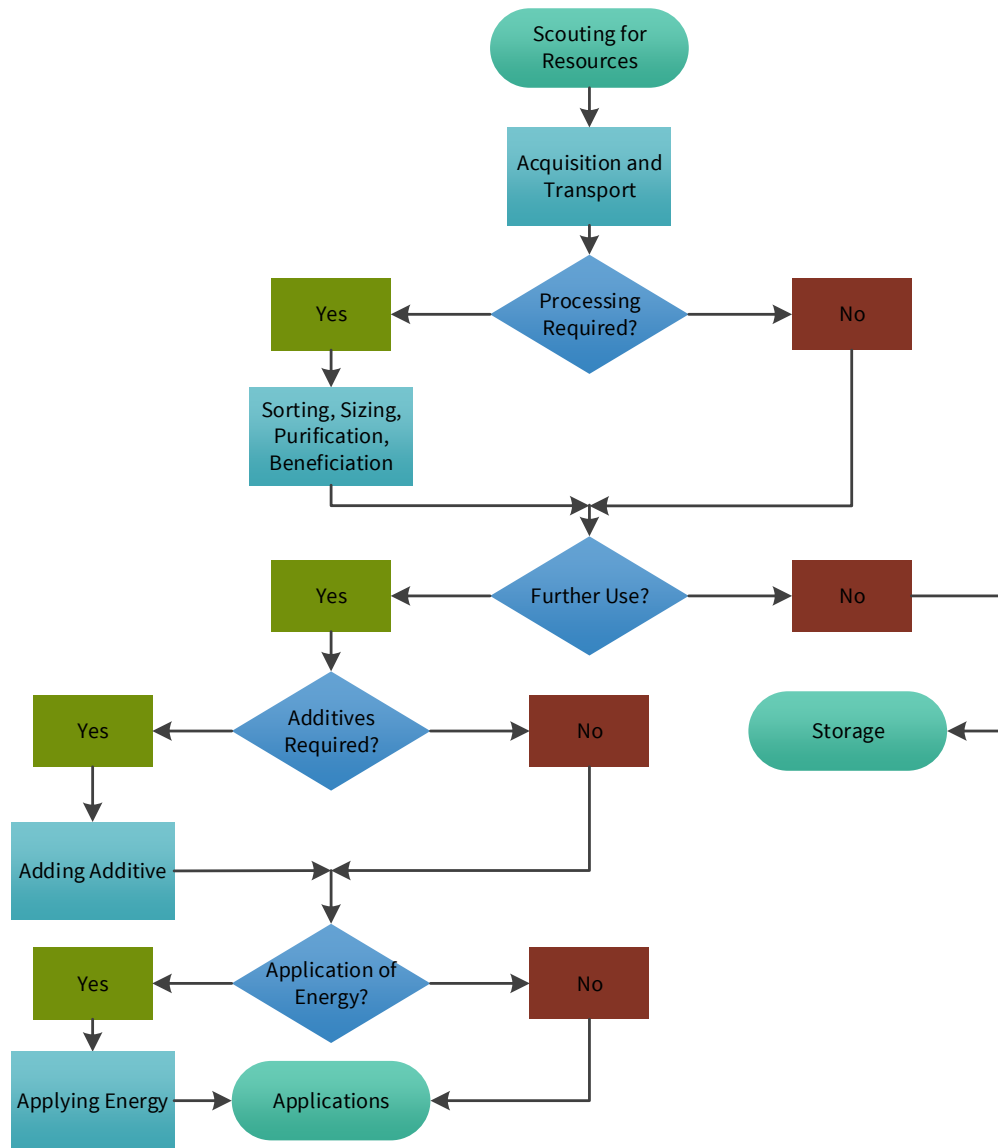 Scouting for
Resources
Acquisition and
Transport
Yes
Processing
Required?
No
Sorting, Sizing,
Purification,
Beneficiation
Yes
Further Use?
No
Yes
Additives
Required?
No
Storage
Adding Additive
Yes
Application of
Energy?
No
Applying Energy
Applications